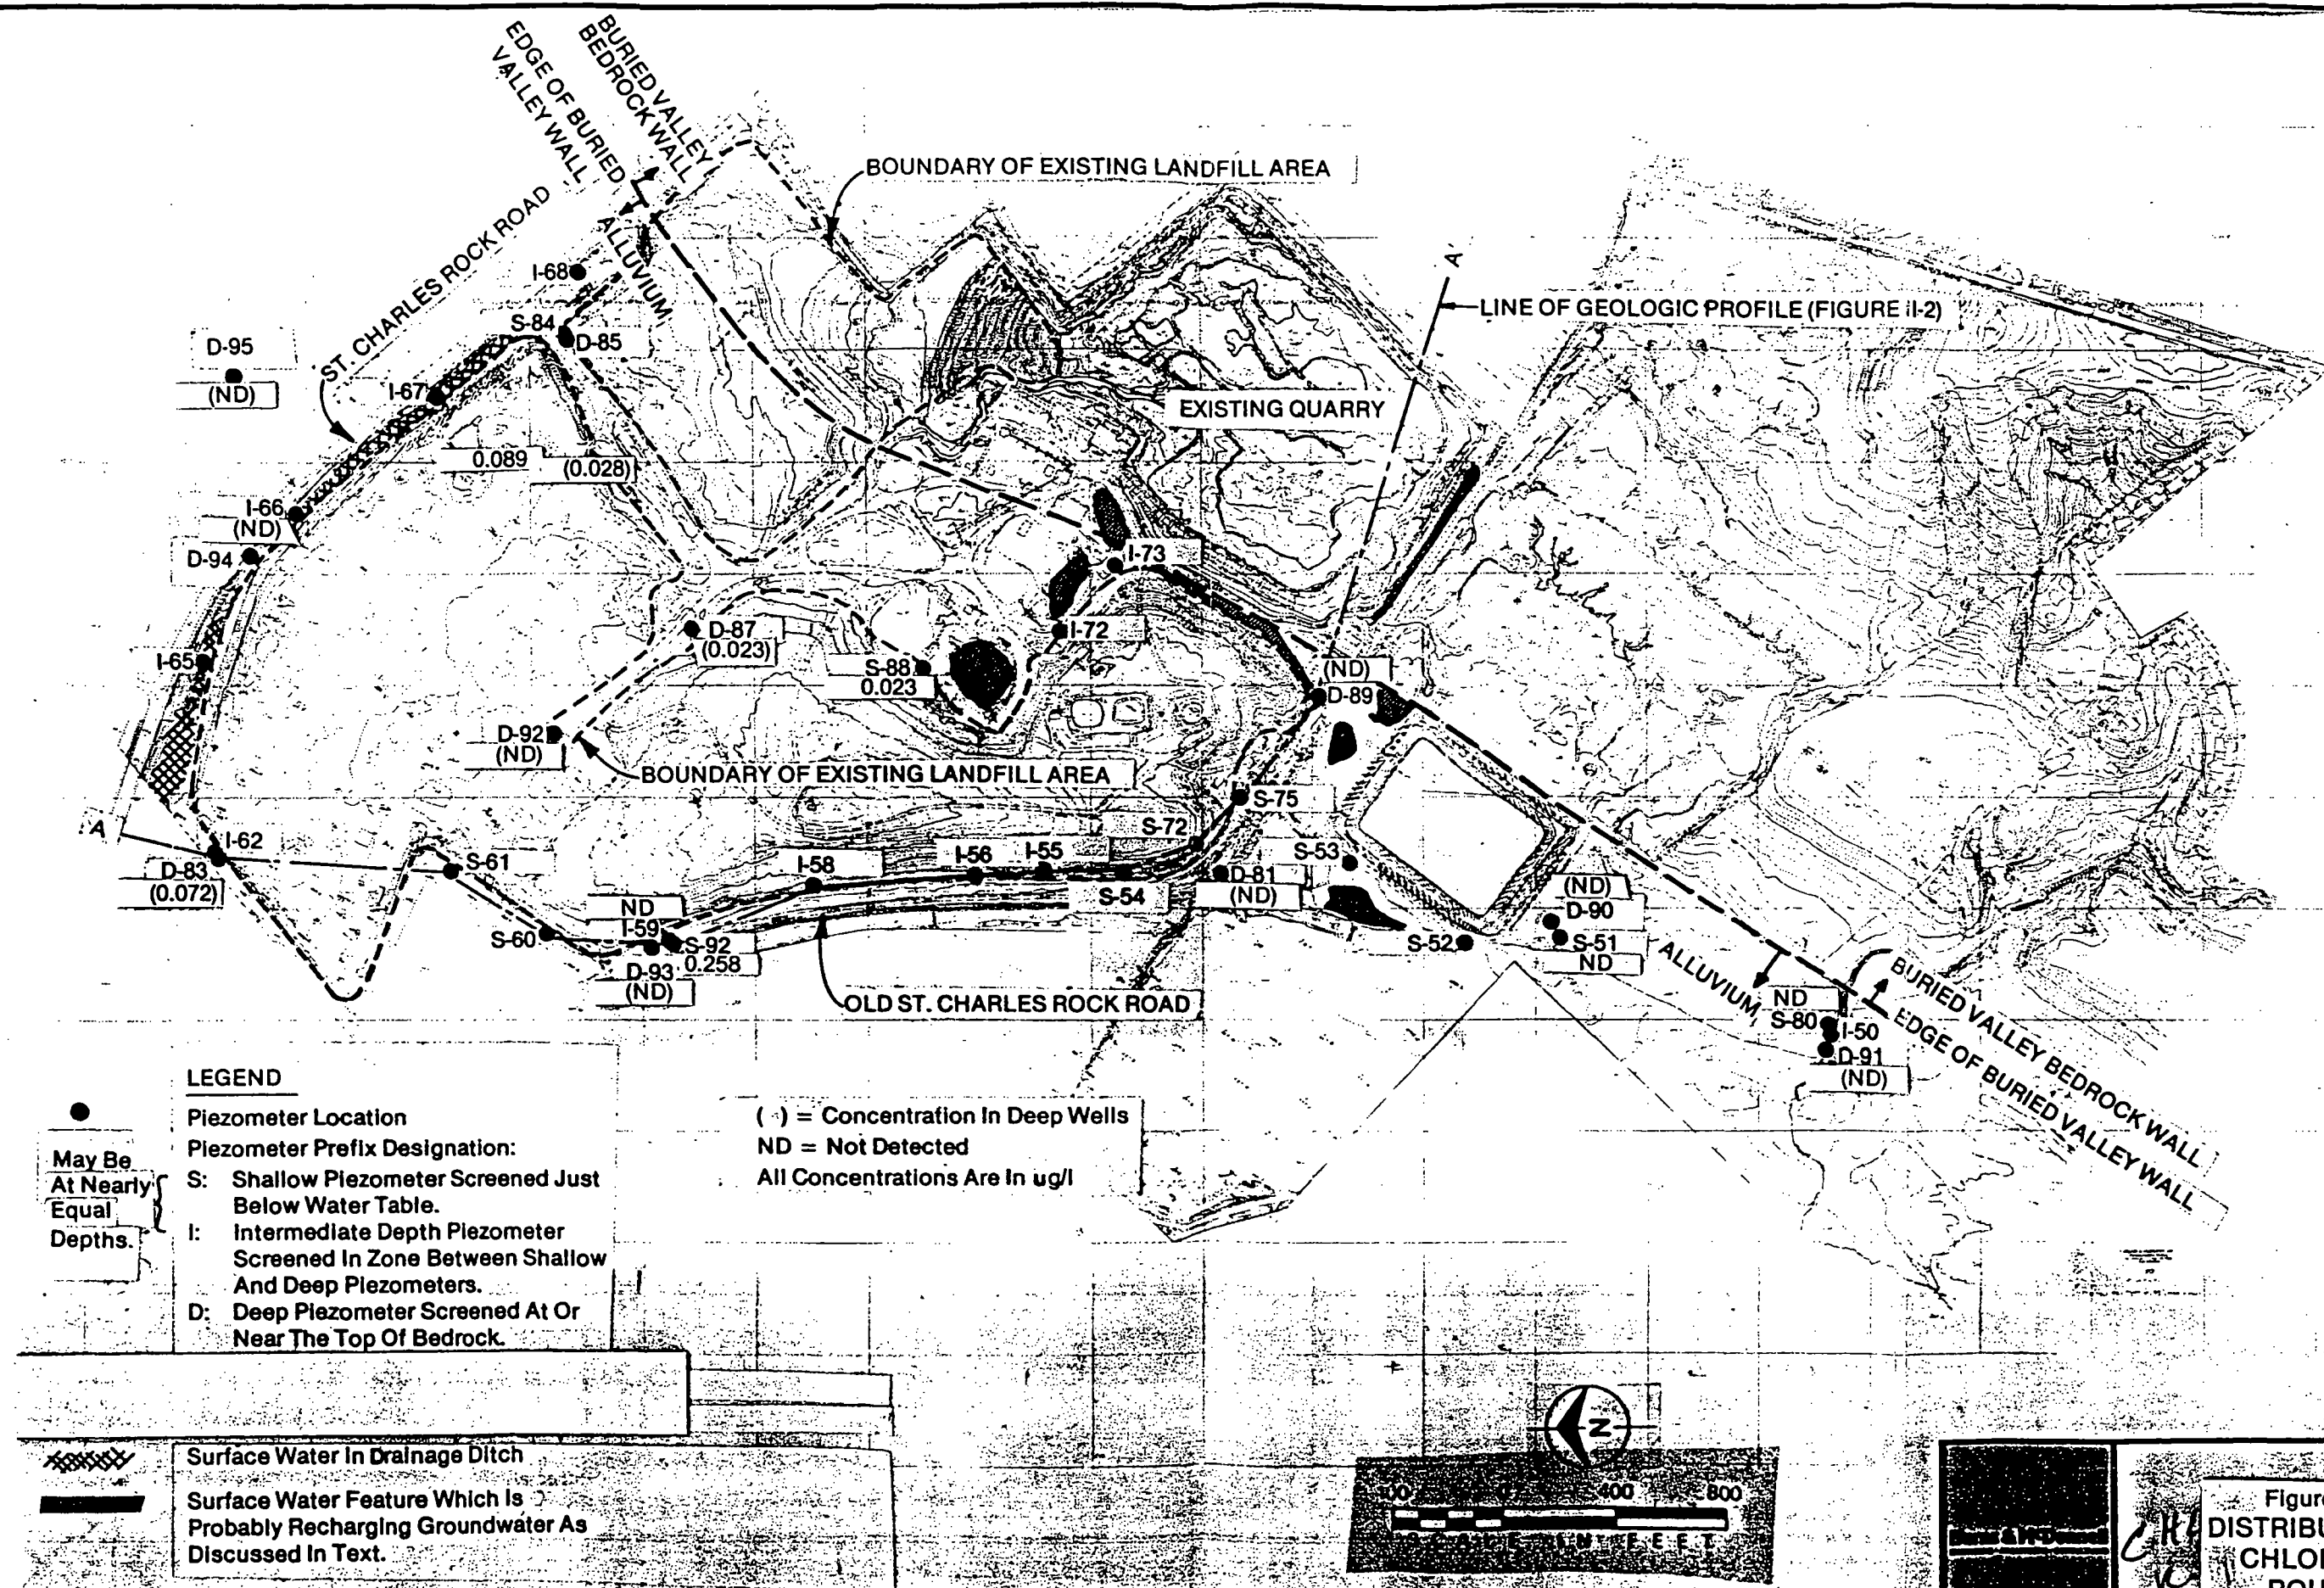 BURIED VALLEY
BEDROCK WALL
EDGE OF BURIED
VALLEY WALL
ALLUVIUM
BOUNDARY OF EXISTING LANDFILL AREA
ST. CHARLES ROCK ROAD
I-68
S-84
D-85
D-95
(ND)
I-67
0.089
(0.028)
I-66
(ND)
D-94
A'
LINE OF GEOLOGIC PROFILE (FIGURE II-2)
EXISTING QUARRY
I-73
I-72
I-65
D-87
(0.023)
S-88
0.023
(ND)
D-89
D-92
(ND)
BOUNDARY OF EXISTING LANDFILL AREA
S-75
S-72
A
I-62
D-83
(0.072)
S-61
I-58
I-56
I-55
S-54
S-53
D-81
(ND)
ND
I-59
S-60
S-92
0.258
D-93
(ND)
OLD ST. CHARLES ROCK ROAD
(ND)
D-90
S-52
S-51
ND
ALLUVIUM
BURIED VALLEY BEDROCK WALL
EDGE OF BURIED VALLEY WALL
ND
S-80
I-50
D-91
(ND)
LEGEND
Piezometer Location
Piezometer Prefix Designation:
May Be
At Nearly
Equal
Depths.
S: Shallow Piezometer Screened Just
Below Water Table.
I: Intermediate Depth Piezometer
Screened In Zone Between Shallow
And Deep Piezometers.
D: Deep Piezometer Screened At Or
Near The Top Of Bedrock.
( ) = Concentration In Deep Wells
ND = Not Detected
All Concentrations Are In ug/l
Surface Water In Drainage Ditch
Surface Water Feature Which Is
Probably Recharging Groundwater As
Discussed In Text.
N
0 400 800
SCALE IN FEET
Burns & McDonnell
Figure
DISTRIBU
CHLO